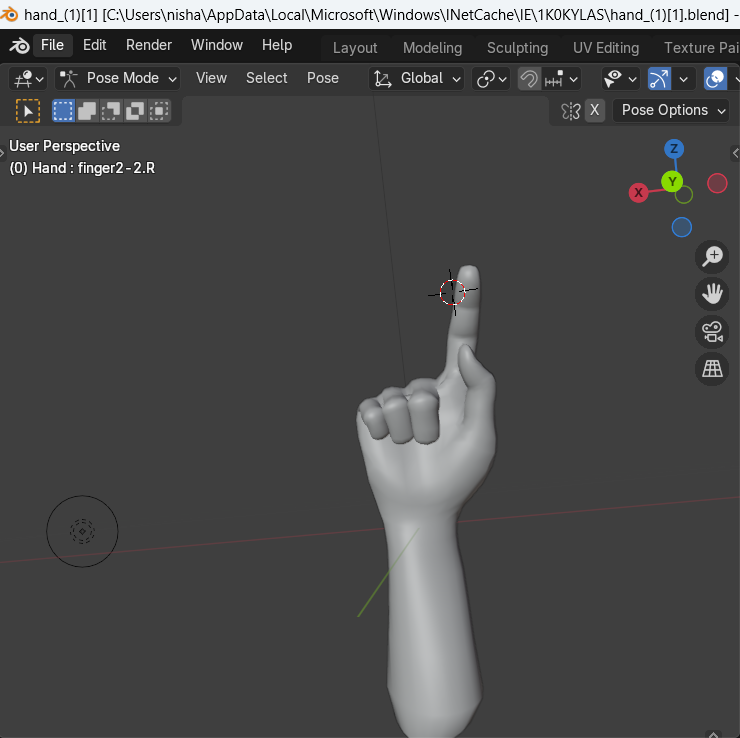 hand_(1)[1] [C:\Users\nisha\AppData\Local\Microsoft\Windows\INetCache\IE\1K0KYLAS\hand_(1)[1].blend] -
File Edit Render Window Help Layout Modeling Sculpting UV Editing Texture Pai
Pose Mode View Select Pose Global
X Pose Options
User Perspective
(0) Hand : finger2-2.R
Z
Y
X